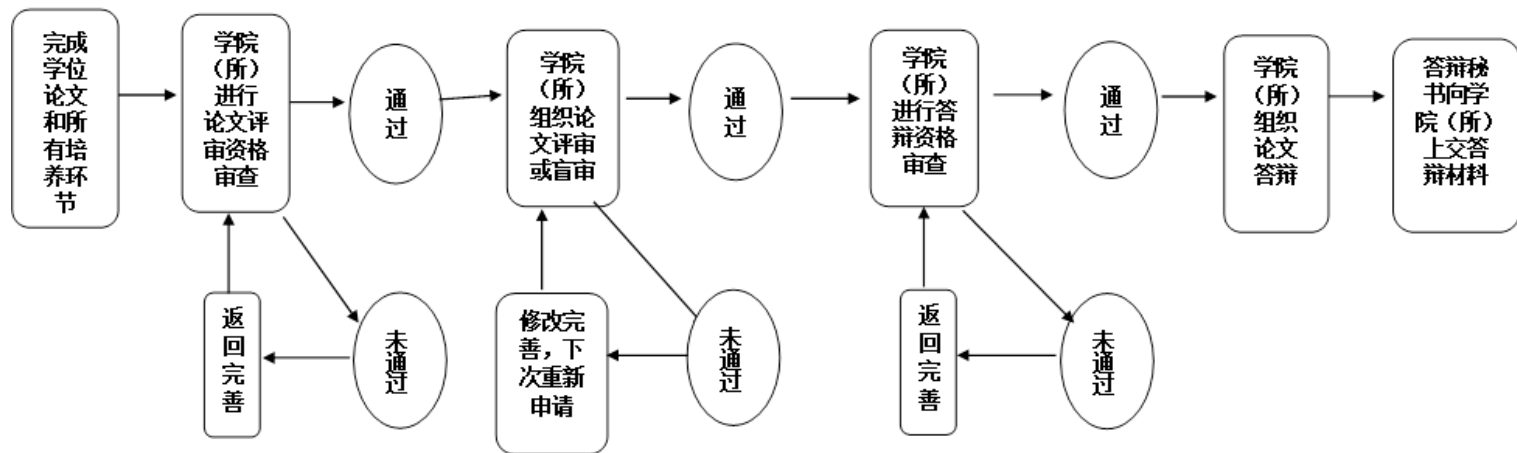 完成
学位
论文
和所
有培
养环
节
学院
（所）
进行
论文评
审资格
审查
通
过
学院
（所）
组织论
文评审
或盲审
通
过
学院
（所）
进行答
辩资格
审查
通
过
学院
（所）
组织
论文
答辩
答辩秘
书向学
院（所）
上交答
辩材料
返
回
完
善
未
通
过
修改完
善，下
次重新
申请
未
通
过
返
回
完
善
未
通
过